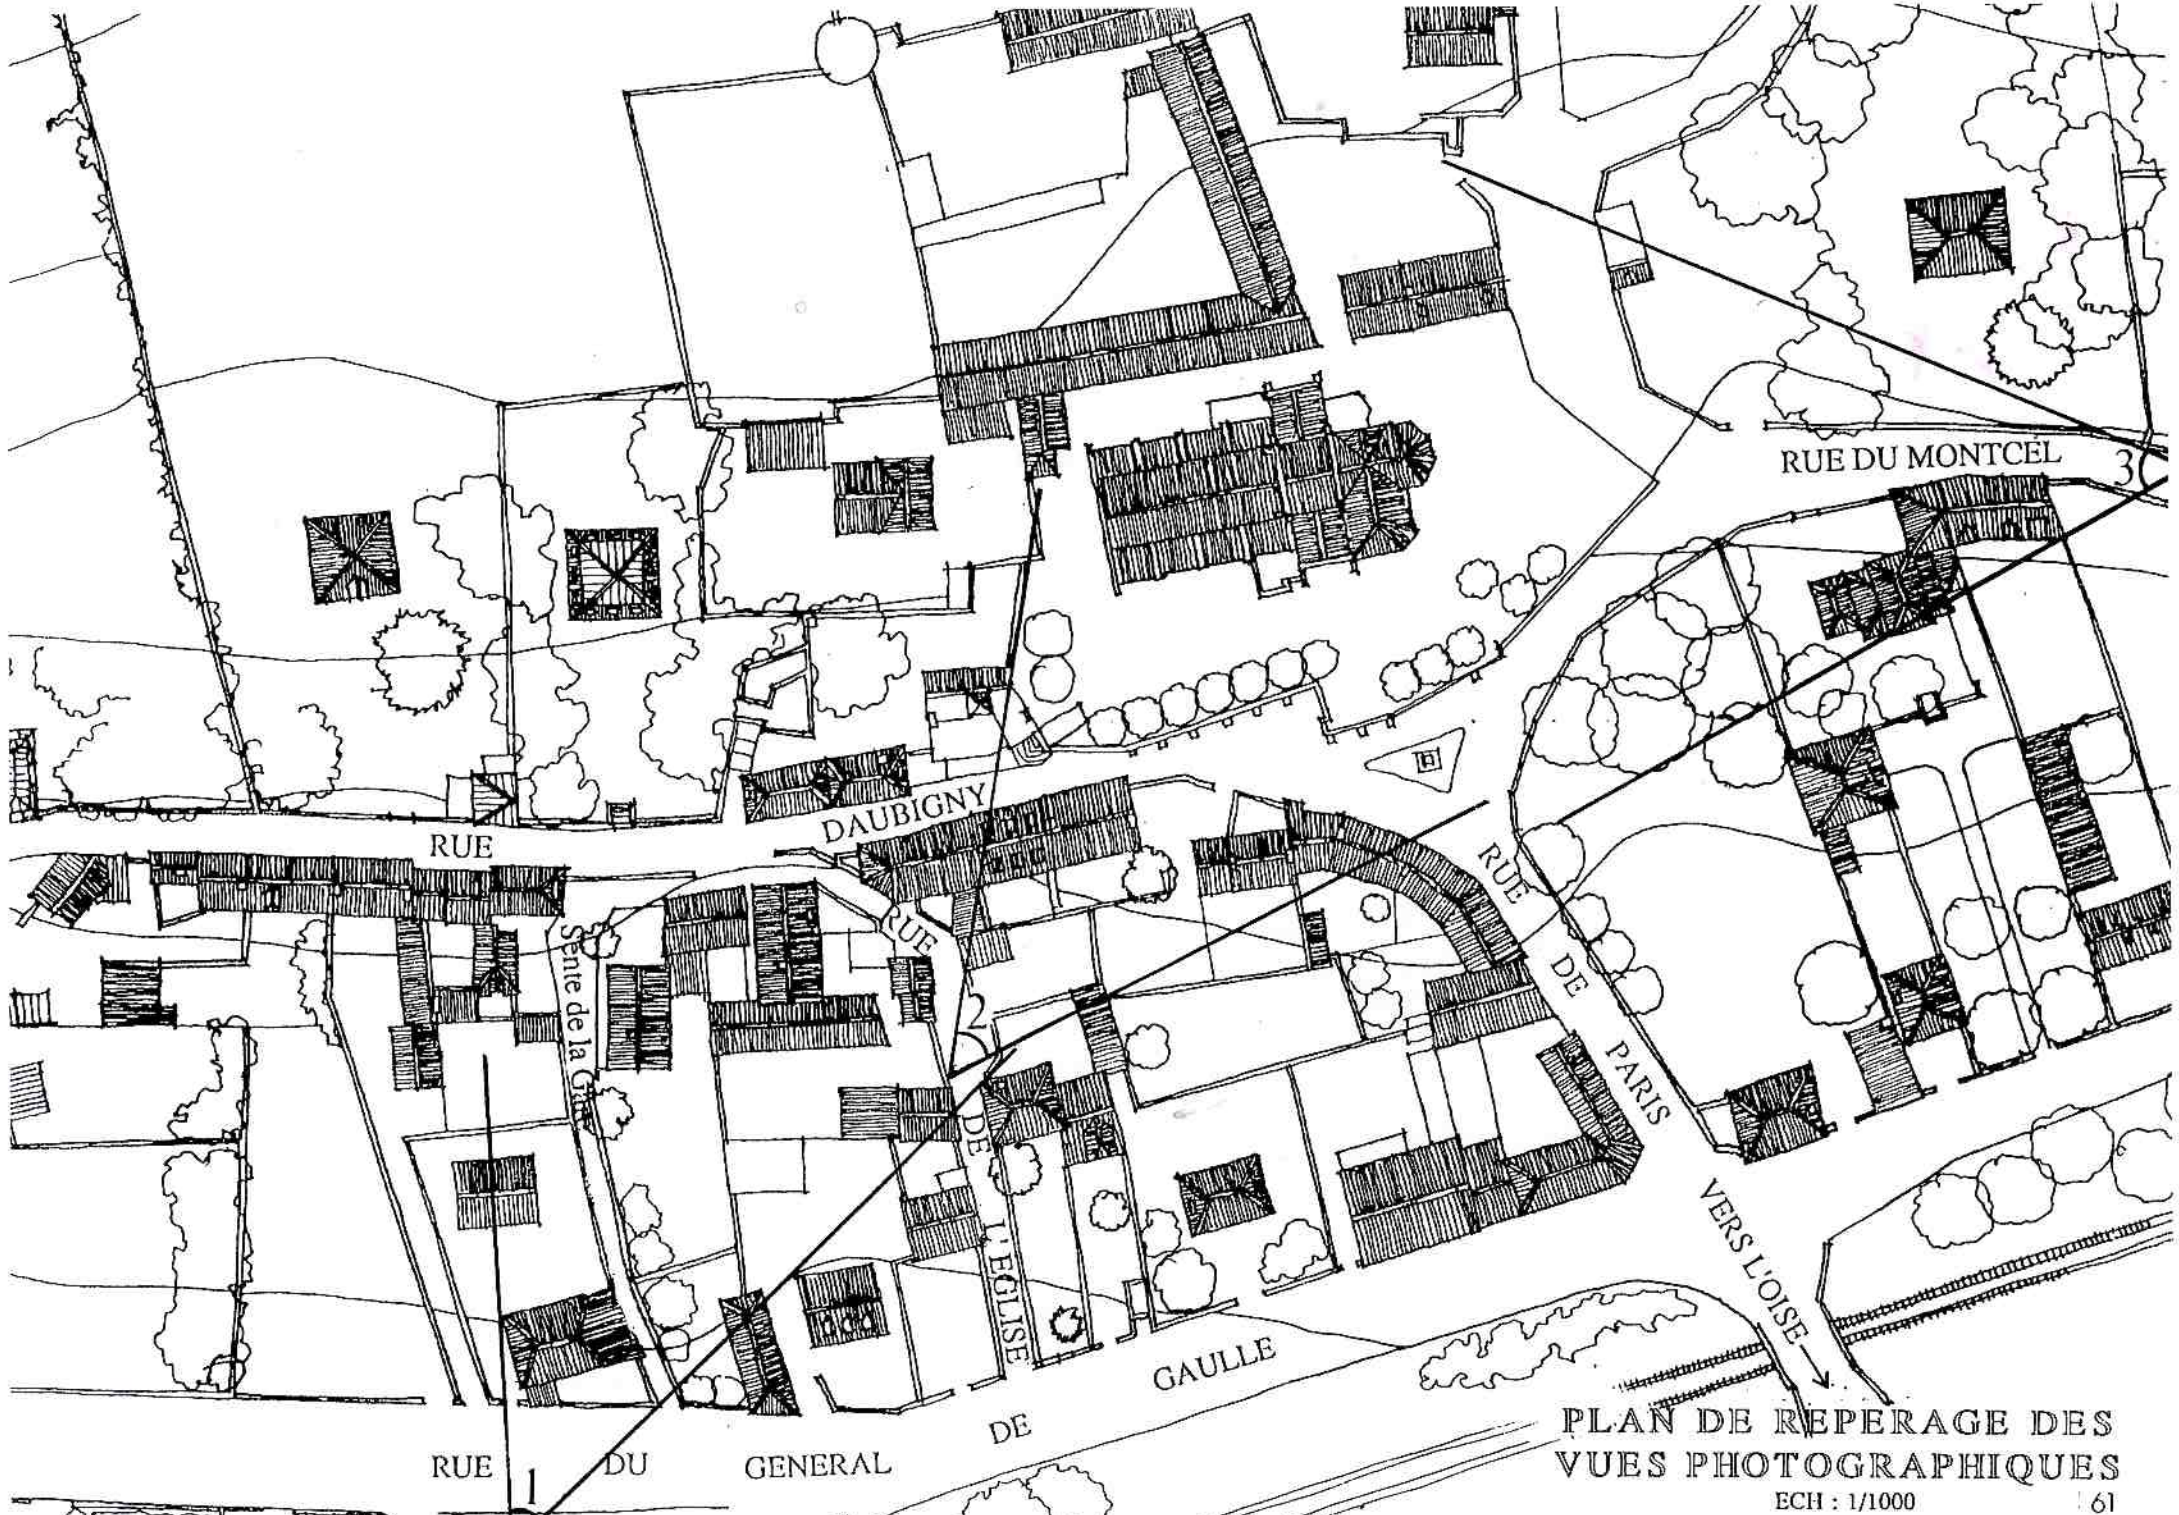 RUE DU MONTCEL
3
RUE DAUBIGNY
RUE
DE
PARIS
RUE
DE
L'EGLISE
2
Sente de la Gare
VERS L'OISE
RUE DU GENERAL DE GAULLE
1
PLAN DE REPERAGE DES
VUES PHOTOGRAPHIQUES
ECH : 1/1000
61